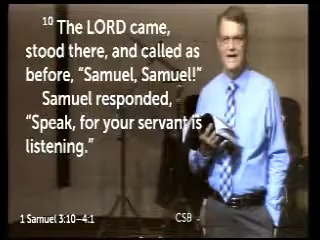 10 The LORD came,
stood there, and called as
before, “Samuel, Samuel!”
Samuel responded,
“Speak, for your servant is
listening.”
1 Samuel 3:10–4:1
CSB